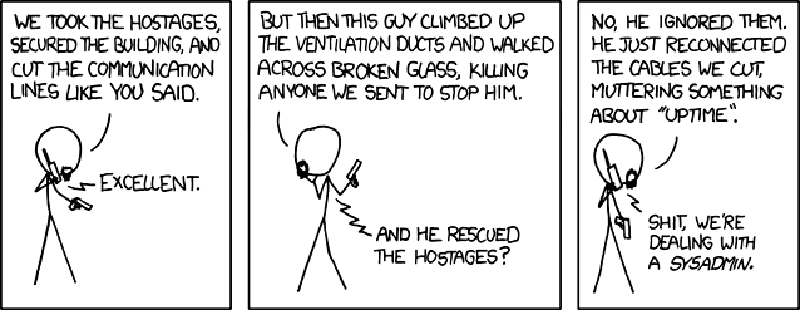 WE TOOK THE HOSTAGES,
SECURED THE BUILDING, AND
CUT THE COMMUNICATION
LINES LIKE YOU SAID.
EXCELLENT.
BUT THEN THIS GUY CLIMBED UP
THE VENTILATION DUCTS AND WALKED
ACROSS BROKEN GLASS, KILLING
ANYONE WE SENT TO STOP HIM.
AND HE RESCUED
THE HOSTAGES?
NO, HE IGNORED THEM.
HE JUST RECONNECTED
THE CABLES WE CUT,
MUTTERING SOMETHING
ABOUT "UPTIME".
SHIT, WE'RE
DEALING WITH
A SYSADMIN.